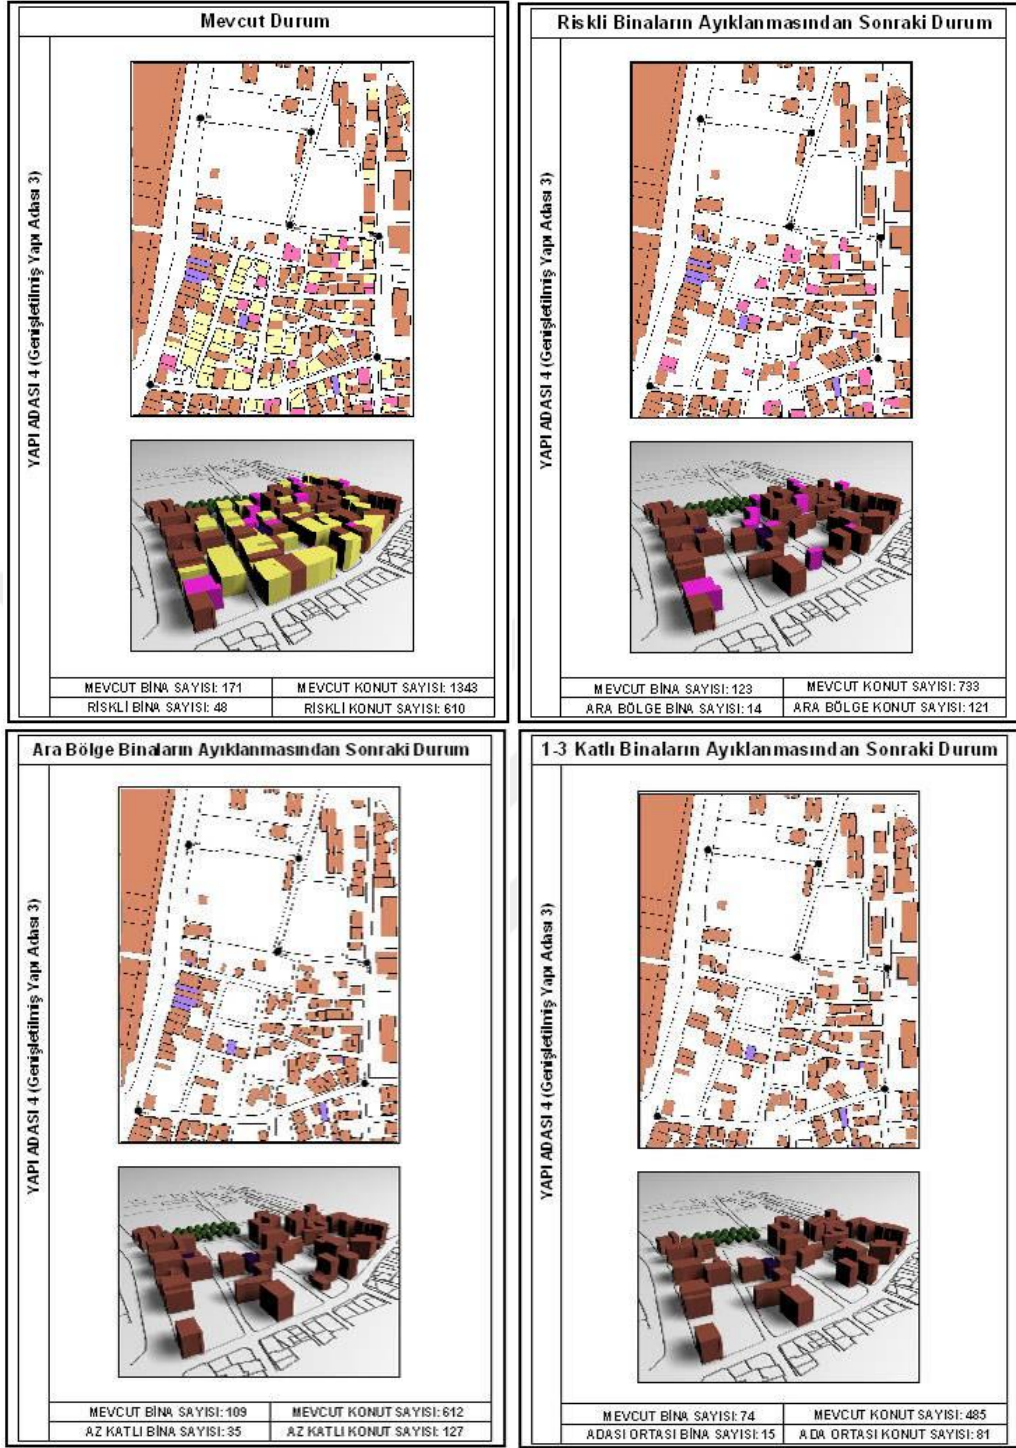 Mevcut Durum
YAPI ADASI 4 (Genişletilmiş Yapı Adası 3)
MEVCUT BİNA SAYISI: 171
MEVCUT KONUT SAYISI: 1343
RİSKLİ BİNA SAYISI: 48
RİSKLİ KONUT SAYISI: 610
Riskli Binaların Ayıklanmasından Sonraki Durum
YAPI ADASI 4 (Genişletilmiş Yapı Adası 3)
MEVCUT BİNA SAYISI: 123
MEVCUT KONUT SAYISI: 733
ARA BÖLGE BİNA SAYISI: 14
ARA BÖLGE KONUT SAYISI: 121
Ara Bölge Binaların Ayıklanmasından Sonraki Durum
YAPI ADASI 4 (Genişletilmiş Yapı Adası 3)
MEVCUT BİNA SAYISI: 109
MEVCUT KONUT SAYISI: 612
AZ KATLI BİNA SAYISI: 35
AZ KATLI KONUT SAYISI: 127
1-3 Katlı Binaların Ayıklanmasından Sonraki Durum
YAPI ADASI 4 (Genişletilmiş Yapı Adası 3)
MEVCUT BİNA SAYISI: 74
MEVCUT KONUT SAYISI: 485
ADASI ORTASI BİNA SAYISI: 15
ADA ORTASI KONUT SAYISI: 81